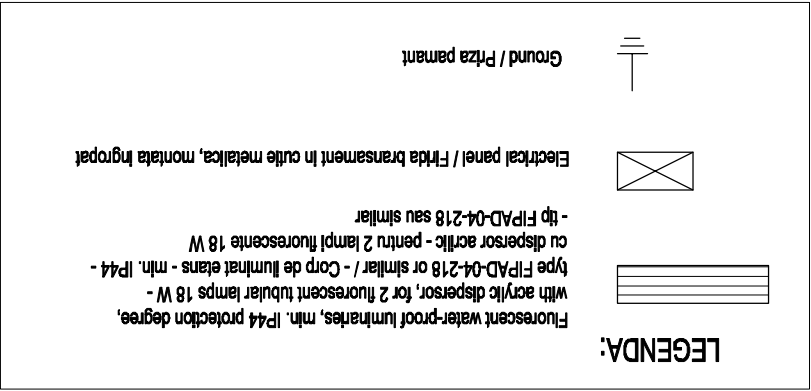 LEGENDA:
Fluorescent water-proof luminaries, min. IP44 protection degree,
with acrylic dispersor, for 2 fluorescent tubular lamps 18 W -
type FIPAD-04-218 or similar / - Corp de iluminat etans - min. IP44 -
cu dispersor acrilic - pentru 2 lampi fluorescente 18 W
- tip FIPAD-04-218 sau similar
Electrical panel / Firida bransament in cutie metalica, montata ingropat
Ground / Priza pamant